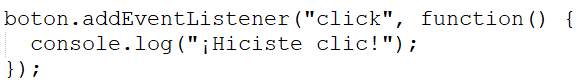 boton.addEventListener("click", function() {
  console.log("¡Hiciste clic!");
});